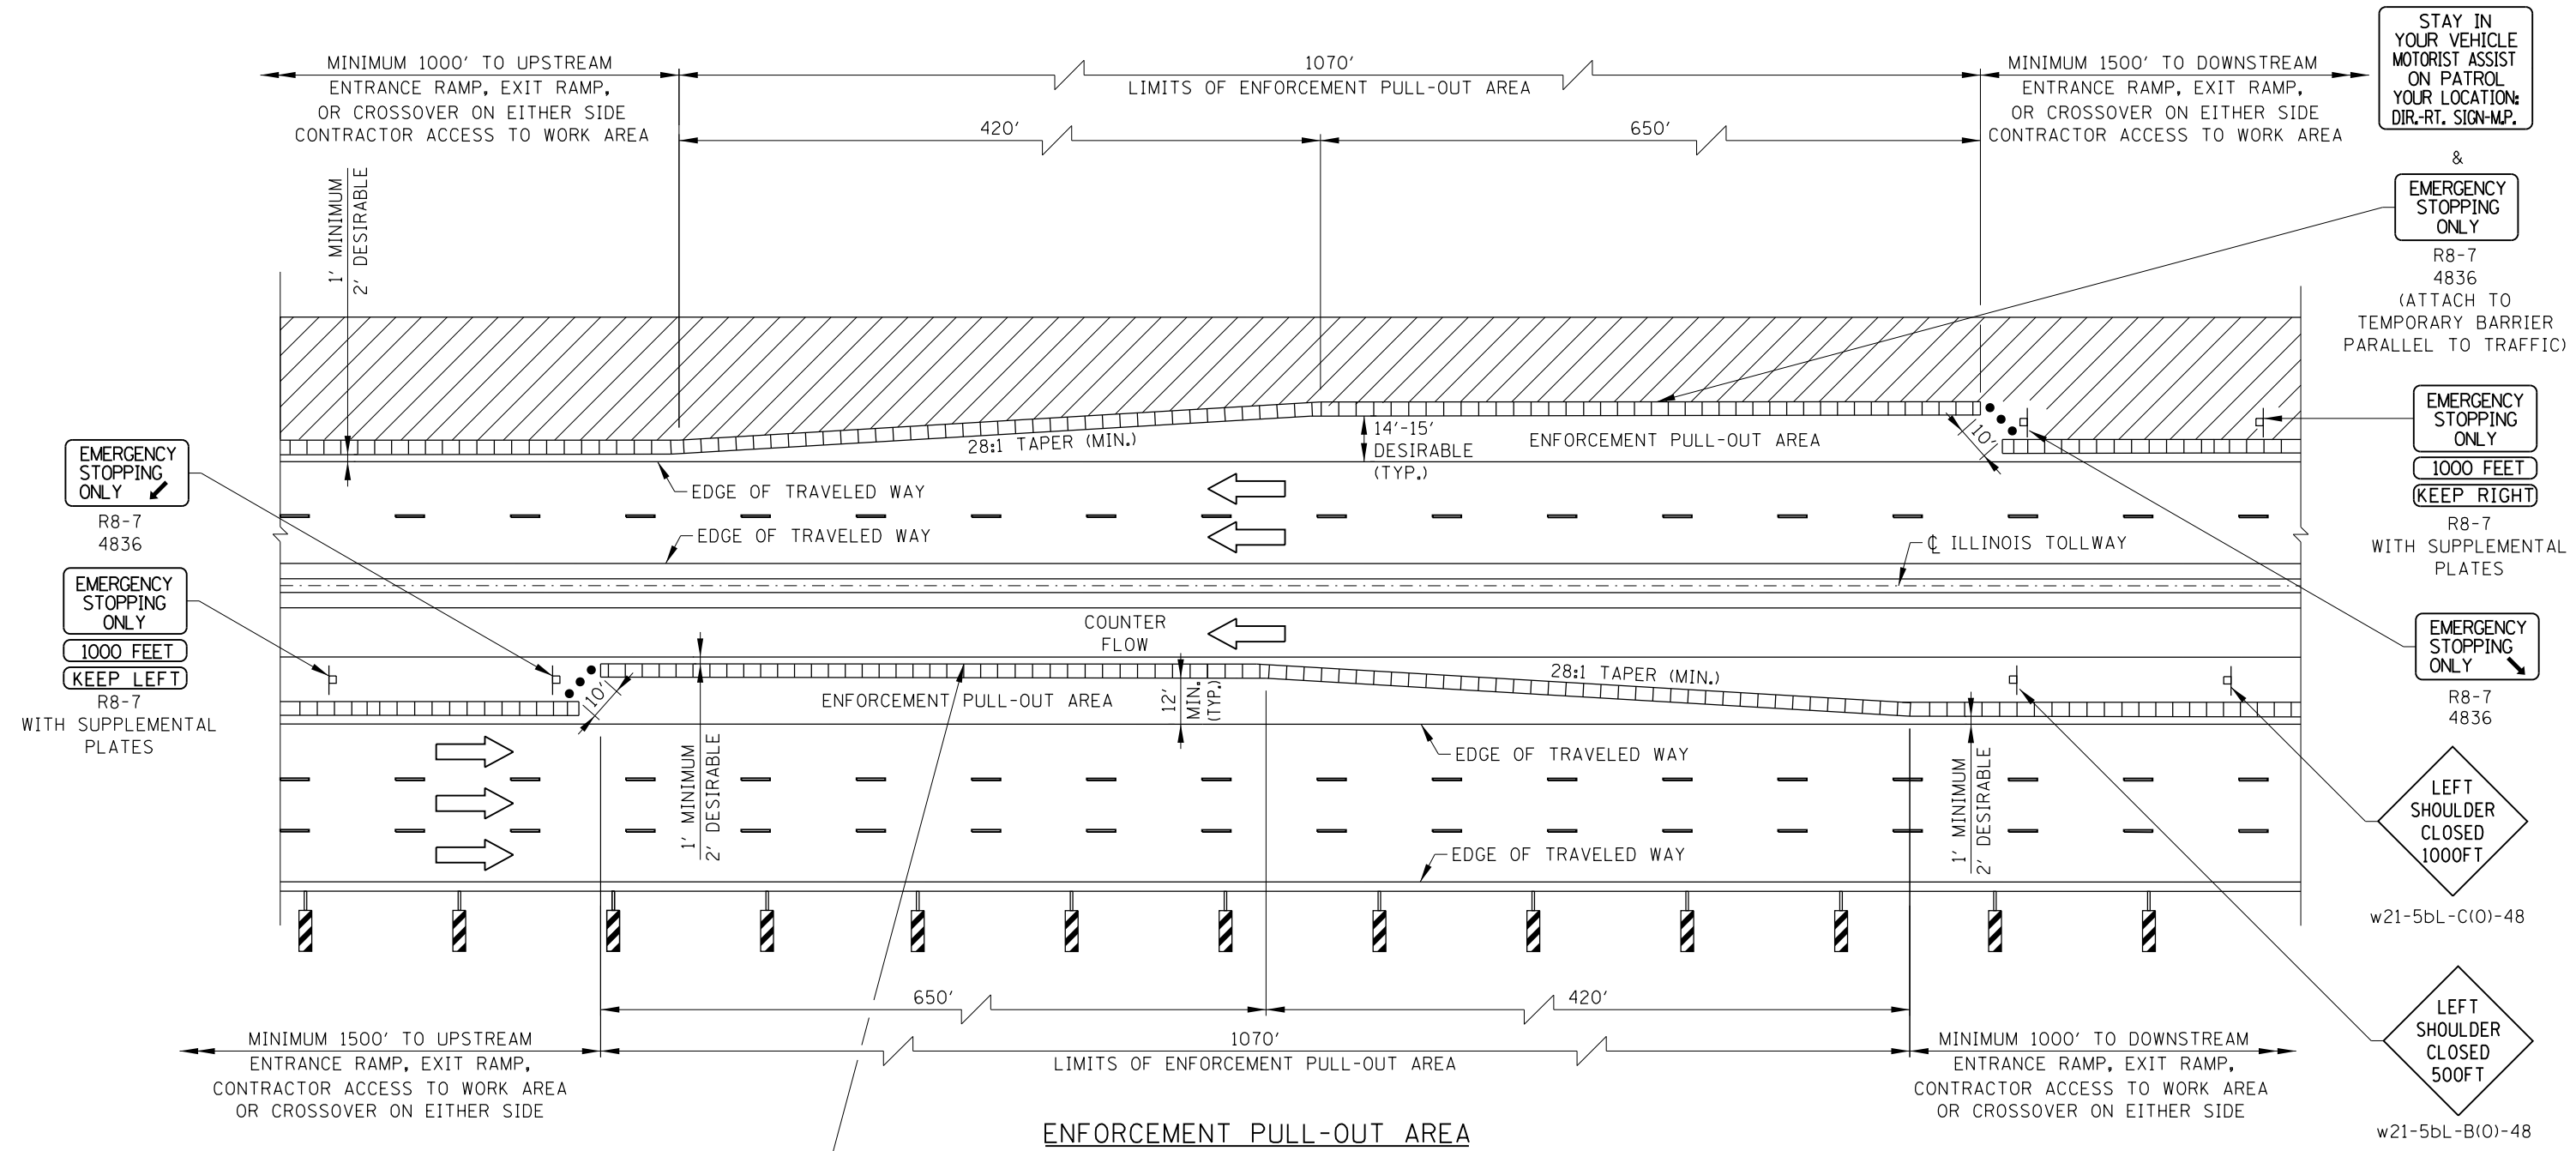 MINIMUM 1000' TO UPSTREAM
ENTRANCE RAMP, EXIT RAMP,
OR CROSSOVER ON EITHER SIDE
CONTRACTOR ACCESS TO WORK AREA
1070'
LIMITS OF ENFORCEMENT PULL-OUT AREA
MINIMUM 1500' TO DOWNSTREAM
ENTRANCE RAMP, EXIT RAMP,
OR CROSSOVER ON EITHER SIDE
CONTRACTOR ACCESS TO WORK AREA
420'
650'
STAY IN
YOUR VEHICLE
MOTORIST ASSIST
ON PATROL
YOUR LOCATION:
DIR.-RT. SIGN-M.P.
&
EMERGENCY
STOPPING
ONLY
R8-7
4836
(ATTACH TO
TEMPORARY BARRIER
PARALLEL TO TRAFFIC)
1' MINIMUM
2' DESIRABLE
28:1 TAPER (MIN.)
14'-15'
DESIRABLE
(TYP.)
ENFORCEMENT PULL-OUT AREA
10'
EMERGENCY
STOPPING
ONLY
1000 FEET
KEEP RIGHT
R8-7
WITH SUPPLEMENTAL
PLATES
EMERGENCY
STOPPING
ONLY
R8-7
4836
EDGE OF TRAVELED WAY
EDGE OF TRAVELED WAY
℄ ILLINOIS TOLLWAY
EMERGENCY
STOPPING
ONLY
1000 FEET
KEEP LEFT
R8-7
WITH SUPPLEMENTAL
PLATES
COUNTER
FLOW
EMERGENCY
STOPPING
ONLY
R8-7
4836
10'
ENFORCEMENT PULL-OUT AREA
12'
MIN.
(TYP.)
28:1 TAPER (MIN.)
1' MINIMUM
2' DESIRABLE
EDGE OF TRAVELED WAY
1' MINIMUM
2' DESIRABLE
EDGE OF TRAVELED WAY
LEFT
SHOULDER
CLOSED
1000FT
w21-5bL-C(O)-48
650'
420'
MINIMUM 1500' TO UPSTREAM
ENTRANCE RAMP, EXIT RAMP,
CONTRACTOR ACCESS TO WORK AREA
OR CROSSOVER ON EITHER SIDE
1070'
LIMITS OF ENFORCEMENT PULL-OUT AREA
MINIMUM 1000' TO DOWNSTREAM
ENTRANCE RAMP, EXIT RAMP,
CONTRACTOR ACCESS TO WORK AREA
OR CROSSOVER ON EITHER SIDE
LEFT
SHOULDER
CLOSED
500FT
w21-5bL-B(O)-48
ENFORCEMENT PULL-OUT AREA